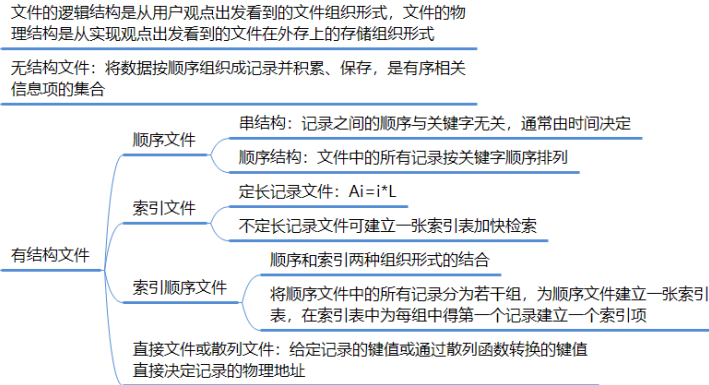 文件的逻辑结构是从用户观点出发看到的文件组织形式，文件的物
理结构是从实现观点出发看到的文件在外存上的存储组织形式
无结构文件：将数据按顺序组织成记录并积累、保存，是有序相关
信息项的集合
有结构文件
顺序文件
串结构：记录之间的顺序与关键字无关，通常由时间决定
顺序结构：文件中的所有记录按关键字顺序排列
索引文件
定长记录文件：Ai=i*L
不定长记录文件可建立一张索引表加快检索
索引顺序文件
顺序和索引两种组织形式的结合
将顺序文件中的所有记录分为若干组，为顺序文件建立一张索引
表，在索引表中为每组中得第一个记录建立一个索引项
直接文件或散列文件：给定记录的键值或通过散列函数转换的键值
直接决定记录的物理地址